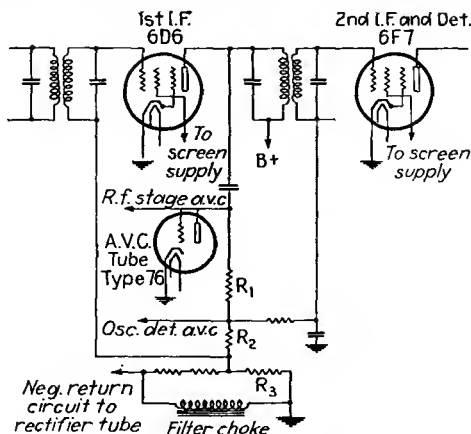 1st I.F.
6D6
2nd I.F. and Det.
6F7
To
screen
supply
B+
To
screen
supply
R.f. stage a.v.c
A.V.C.
Tube
Type 76
R1
Osc. det. a.v.c
R2
R3
Neg. return
circuit to
rectifier tube
Filter choke